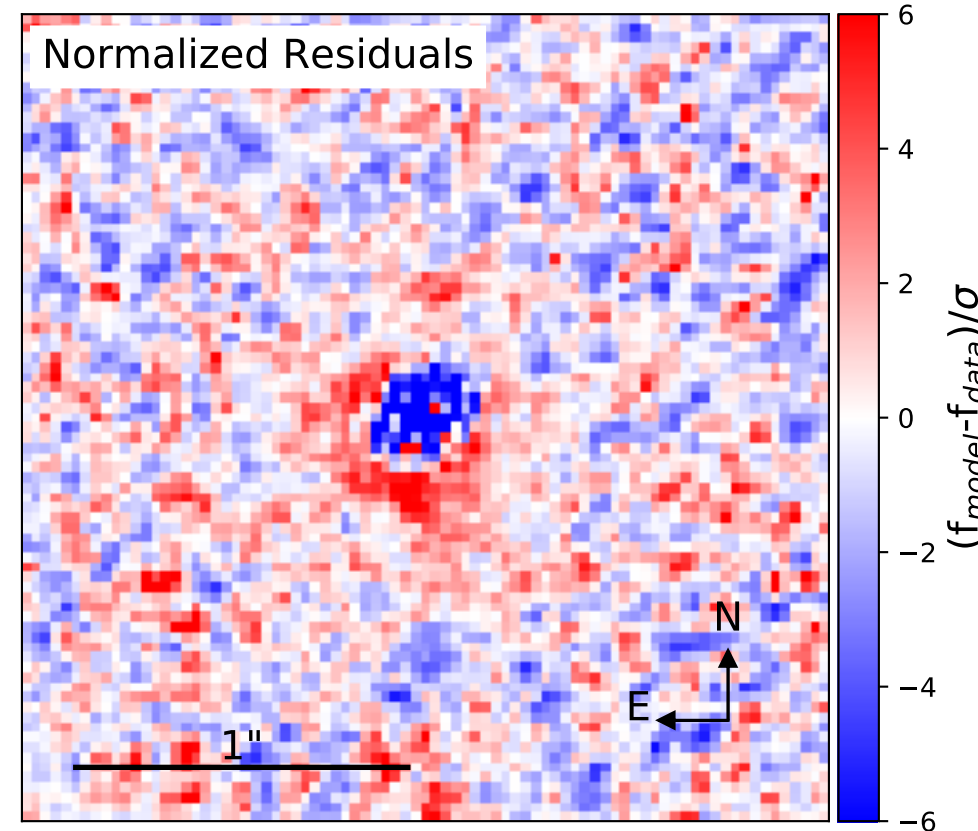 Normalized Residuals
6
4
2
0
−2
−4
−6
(f_model-f_data)/σ
N
E
1"